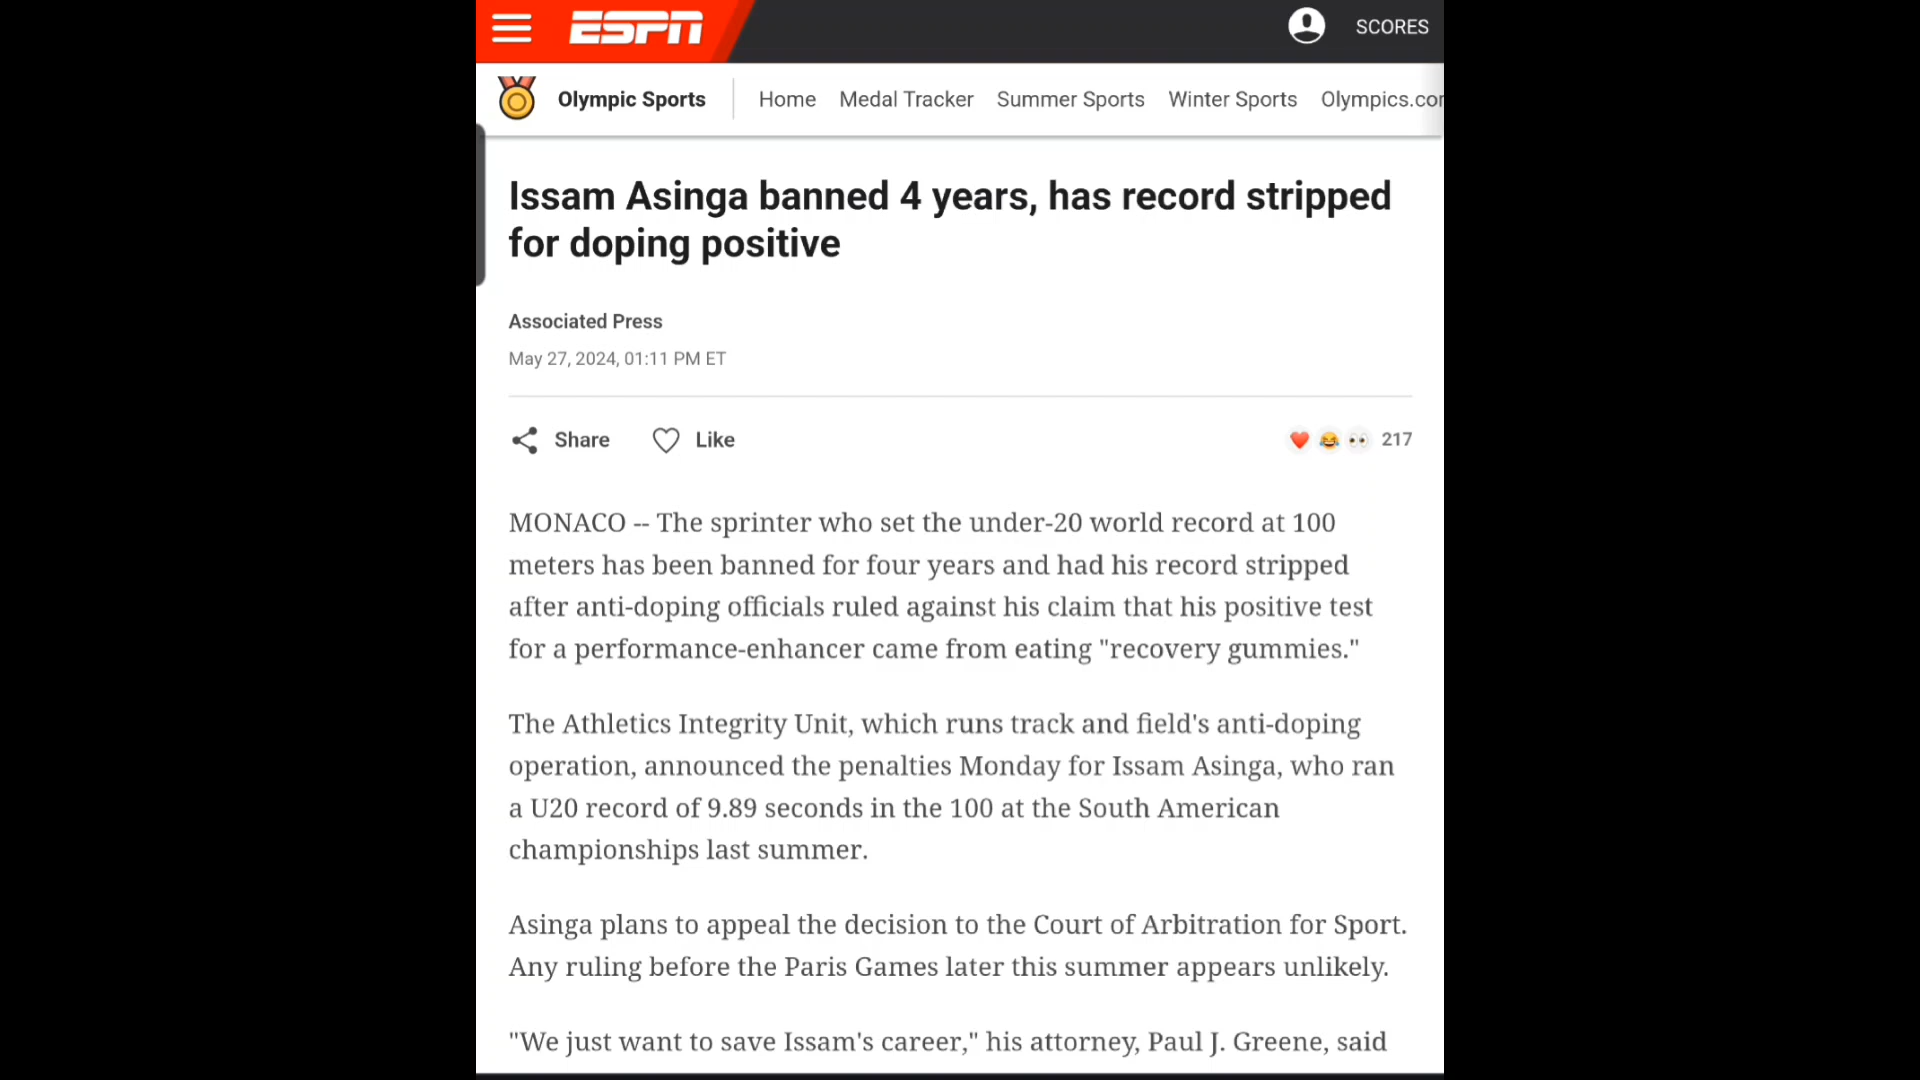 ESPN
SCORES
Olympic Sports
Home
Medal Tracker
Summer Sports
Winter Sports
Olympics.cor
Issam Asinga banned 4 years, has record stripped
for doping positive
Associated Press
May 27, 2024, 01:11 PM ET
Share
Like
217
MONACO -- The sprinter who set the under-20 world record at 100
meters has been banned for four years and had his record stripped
after anti-doping officials ruled against his claim that his positive test
for a performance-enhancer came from eating "recovery gummies."
The Athletics Integrity Unit, which runs track and field's anti-doping
operation, announced the penalties Monday for Issam Asinga, who ran
a U20 record of 9.89 seconds in the 100 at the South American
championships last summer.
Asinga plans to appeal the decision to the Court of Arbitration for Sport.
Any ruling before the Paris Games later this summer appears unlikely.
"We just want to save Issam's career," his attorney, Paul J. Greene, said